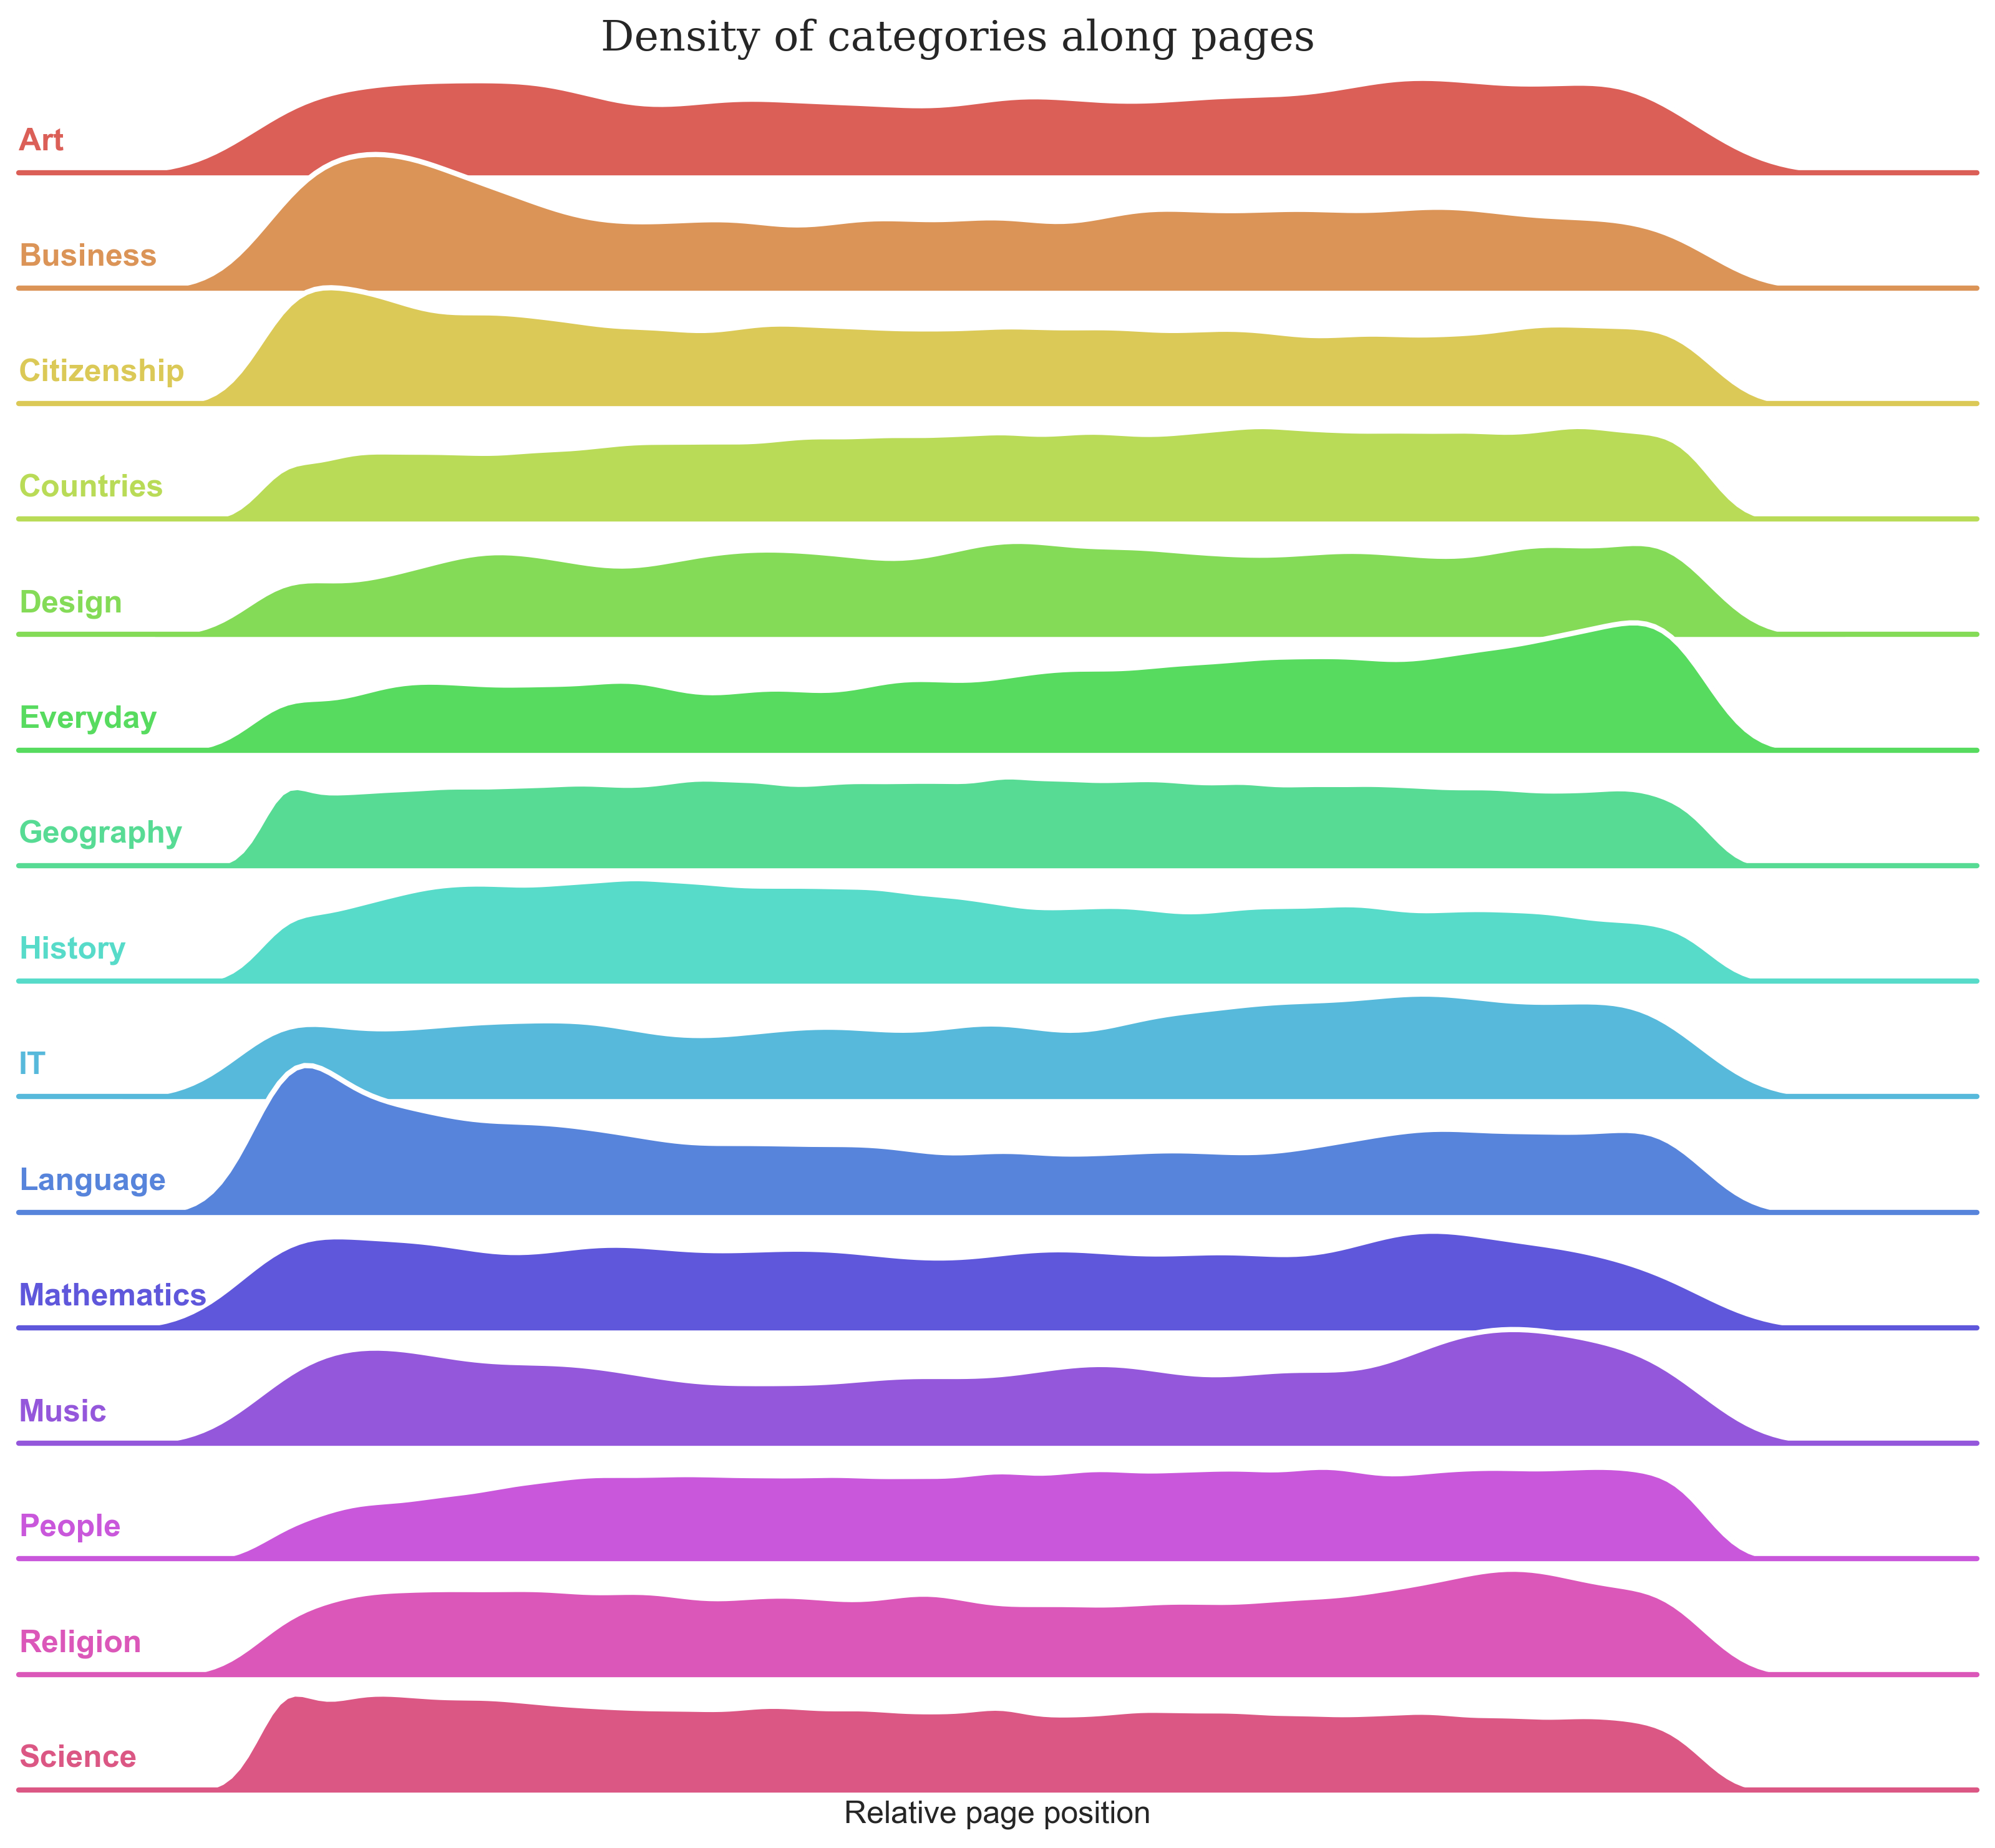 Density of categories along pages
Art
Business
Citizenship
Countries
Design
Everyday
Geography
History
IT
Language
Mathematics
Music
People
Religion
Science
Relative page position